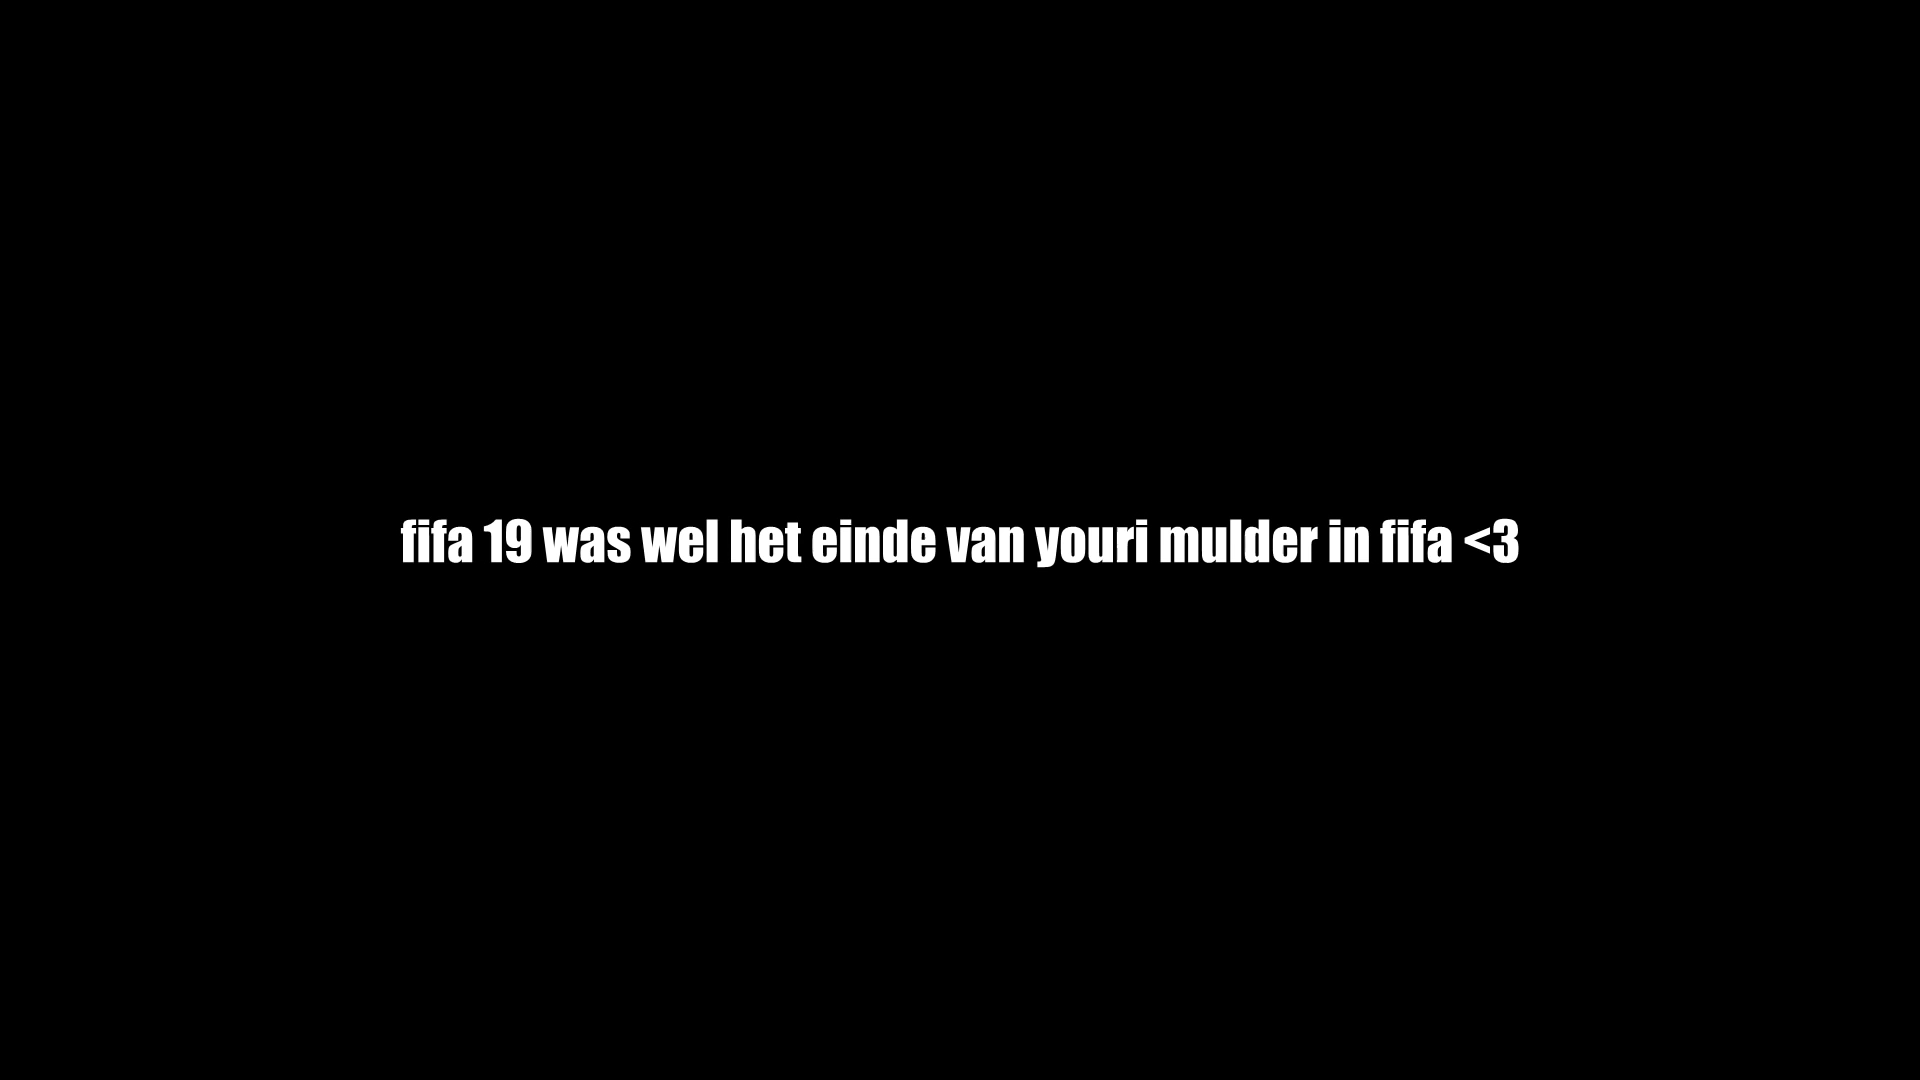 fifa 19 was wel het einde van youri mulder in fifa <3